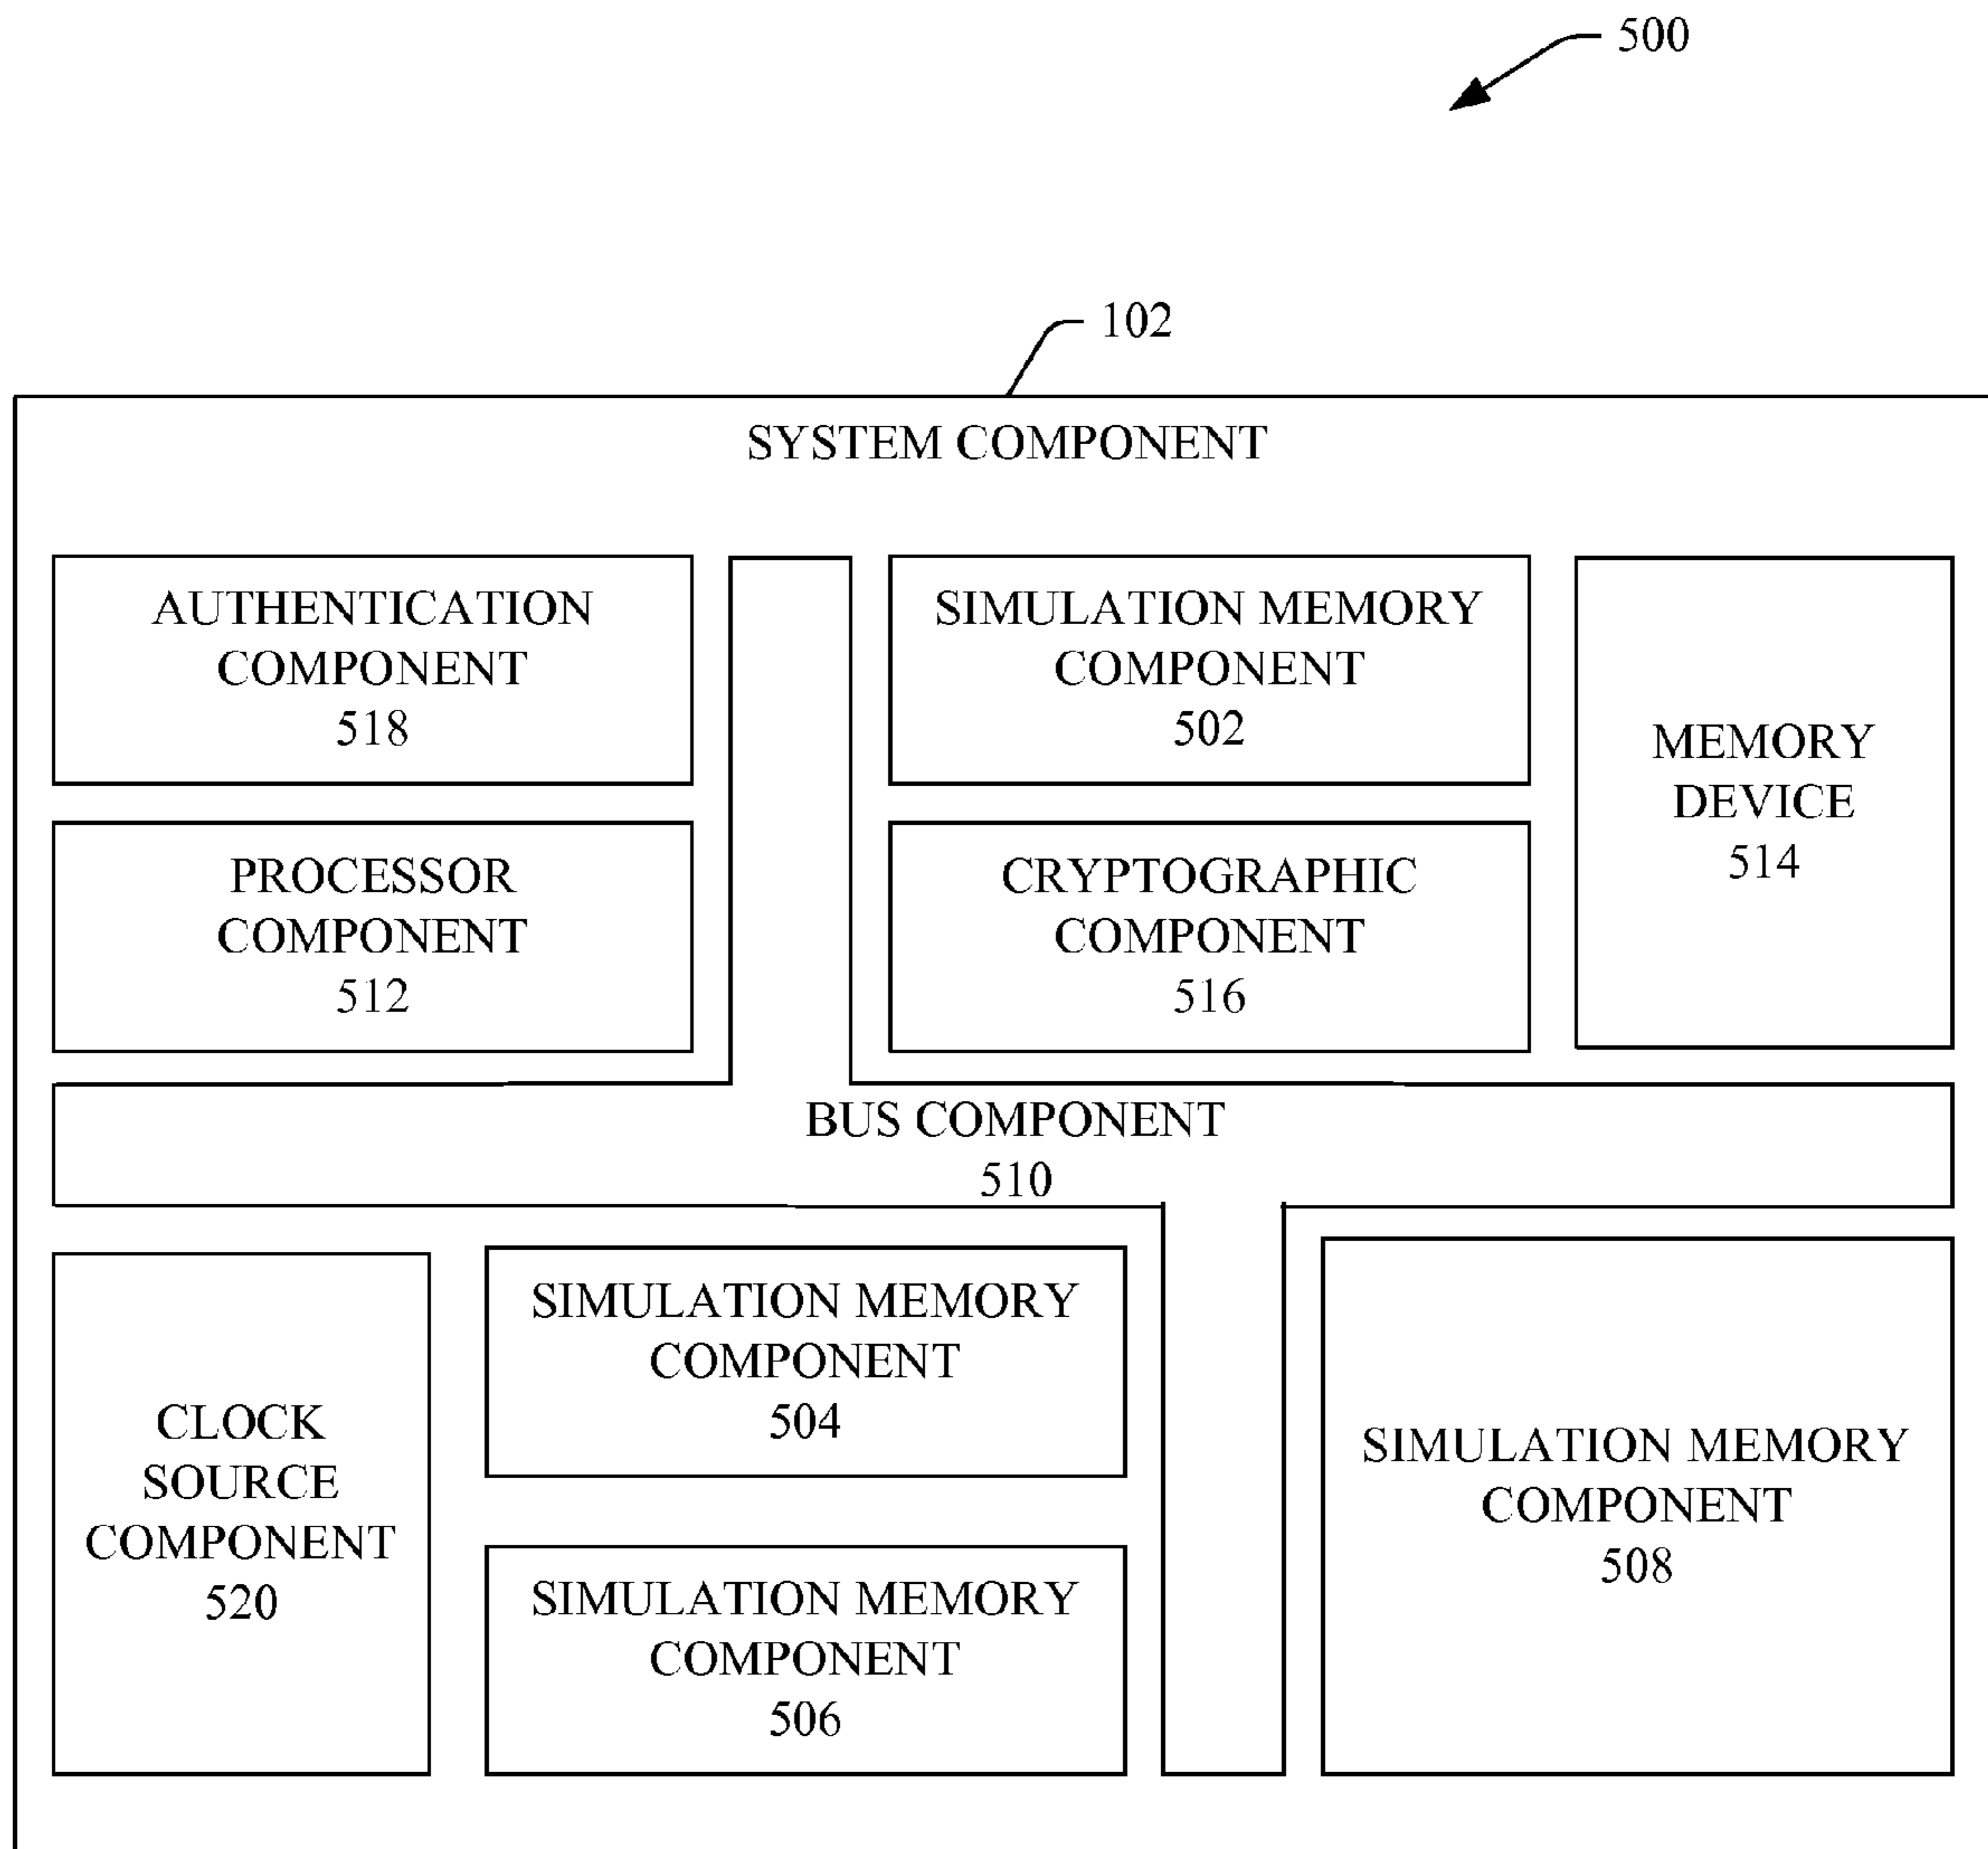 500
102
SYSTEM COMPONENT
AUTHENTICATION
COMPONENT
518
SIMULATION MEMORY
COMPONENT
502
MEMORY
DEVICE
514
PROCESSOR
COMPONENT
512
CRYPTOGRAPHIC
COMPONENT
516
BUS COMPONENT
510
CLOCK
SOURCE
COMPONENT
520
SIMULATION MEMORY
COMPONENT
504
SIMULATION MEMORY
COMPONENT
506
SIMULATION MEMORY
COMPONENT
508